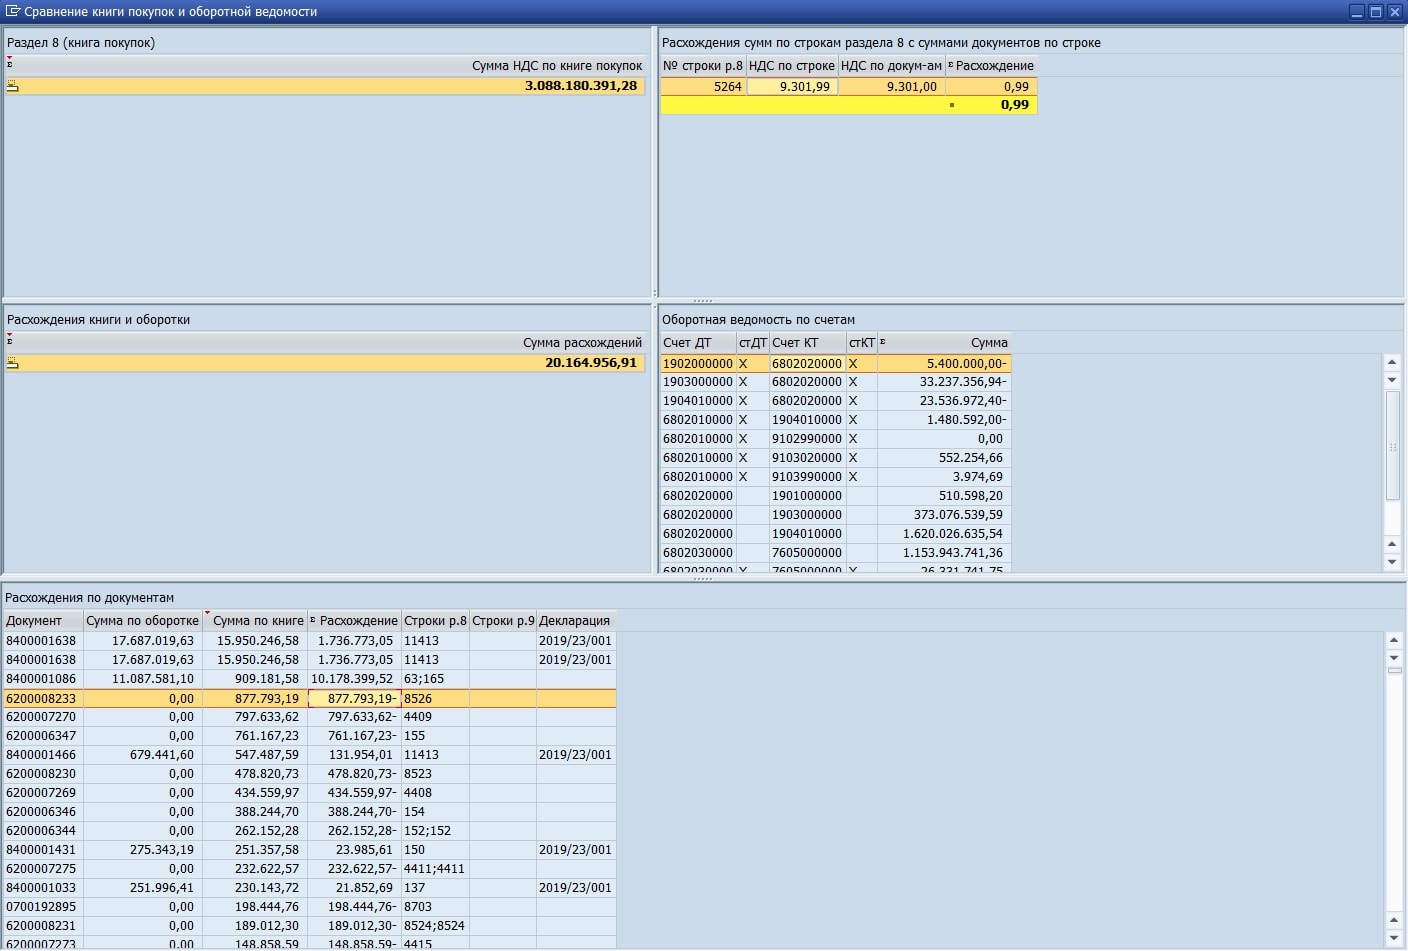 Сравнение книги покупок и оборотной ведомости
Раздел 8 (книга покупок)
Σ Сумма НДС по книге покупок
3.088.180.391,28
Расхождения сумм по строкам раздела 8 с суммами документов по строке
№ строки р.8 НДС по строке НДС по докум-ам Σ Расхождение
5264 9.301,99 9.301,00 0,99
0,99
Расхождения книги и оборотки
Σ Сумма расхождений
20.164.956,91
Оборотная ведомость по счетам
Счет ДТ стДТ Счет КТ стКТ Σ Сумма
1902000000 X 6802020000 X 5.400.000,00-
1903000000 X 6802020000 X 33.237.356,94-
1904010000 X 6802020000 X 23.536.972,40-
6802010000 X 1904010000 X 1.480.592,00-
6802010000 X 9102990000 X 0,00
6802010000 X 9103020000 X 552.254,66
6802010000 X 9103990000 X 3.974,69
6802020000 1901000000 510.598,20
6802020000 1903000000 373.076.539,59
6802020000 1904010000 1.620.026.635,54
6802030000 7605000000 1.153.943.741,36
6802030000 X 7605000000 X 26.331.741,75
Расхождения по документам
Документ Сумма по оборотке Сумма по книге Σ Расхождение Строки р.8 Строки р.9 Декларация
8400001638 17.687.019,63 15.950.246,58 1.736.773,05 11413 2019/23/001
8400001638 17.687.019,63 15.950.246,58 1.736.773,05 11413 2019/23/001
8400001086 11.087.581,10 909.181,58 10.178.399,52 63;165
6200008233 0,00 877.793,19 877.793,19- 8526
6200007270 0,00 797.633,62 797.633,62- 4409
6200006347 0,00 761.167,23 761.167,23- 155
8400001466 679.441,60 547.487,59 131.954,01 11413 2019/23/001
6200008230 0,00 478.820,73 478.820,73- 8523
6200007269 0,00 434.559,97 434.559,97- 4408
6200006346 0,00 388.244,70 388.244,70- 154
6200006344 0,00 262.152,28 262.152,28- 152;152
8400001431 275.343,19 251.357,58 23.985,61 150 2019/23/001
6200007275 0,00 232.622,57 232.622,57- 4411;4411
8400001033 251.996,41 230.143,72 21.852,69 137 2019/23/001
0700192895 0,00 198.444,76 198.444,76- 8703
6200008231 0,00 189.012,30 189.012,30- 8524;8524
6200007273 0,00 148.858,59 148.858,59- 4415